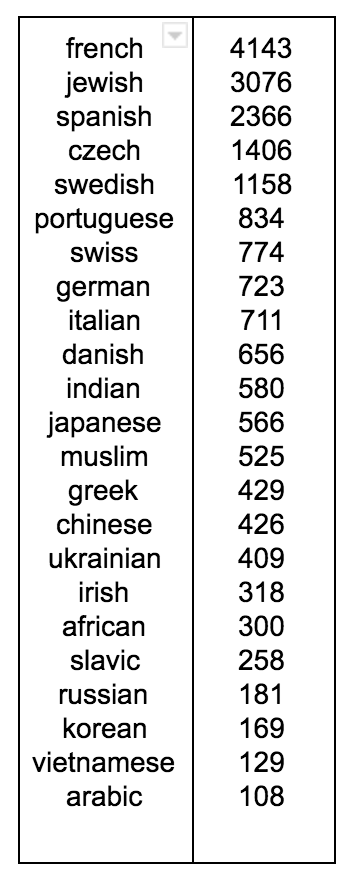 french 4143
jewish 3076
spanish 2366
czech 1406
swedish 1158
portuguese 834
swiss 774
german 723
italian 711
danish 656
indian 580
japanese 566
muslim 525
greek 429
chinese 426
ukrainian 409
irish 318
african 300
slavic 258
russian 181
korean 169
vietnamese 129
arabic 108